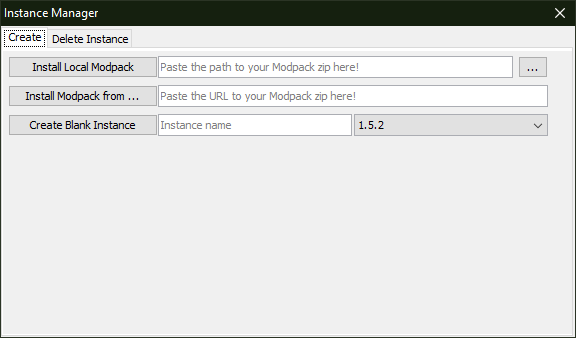 Instance Manager
Create Delete Instance
Install Local Modpack Paste the path to your Modpack zip here! ...
Install Modpack from ... Paste the URL to your Modpack zip here!
Create Blank Instance Instance name 1.5.2